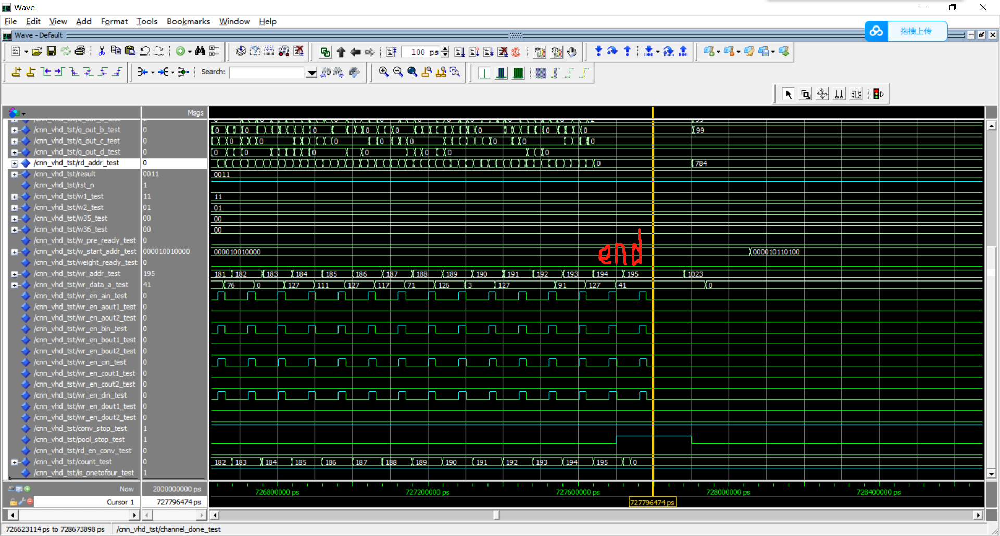 Wave
File Edit View Add Format Tools Bookmarks Window Help
拖拽上传
Wave - Default
100 ps
Search:
Msgs
/cnn_vhd_tst/q_out_b_test 0 0 0 0 0 0 0 0 0 99
/cnn_vhd_tst/q_out_c_test 0 0 0 0 0 0 0 0 0
/cnn_vhd_tst/q_out_d_test 0 0 0 0 0 0 0 0
/cnn_vhd_tst/rd_addr_test 0 0 784
/cnn_vhd_tst/result 0011 0011
/cnn_vhd_tst/rst_n 1
/cnn_vhd_tst/w1_test 11 11
/cnn_vhd_tst/w2_test 01 01
/cnn_vhd_tst/w35_test 00 00
/cnn_vhd_tst/w36_test 00 00
/cnn_vhd_tst/w_pre_ready_test 0
end
/cnn_vhd_tst/w_start_addr_test 000010010000 000010010000 000010110100
/cnn_vhd_tst/weight_ready_test 0
/cnn_vhd_tst/wr_addr_test 195 181 182 183 184 185 186 187 188 189 190 191 192 193 194 195 1023
/cnn_vhd_tst/wr_data_a_test 41 76 0 127 111 127 117 71 126 3 127 91 127 41 0
/cnn_vhd_tst/wr_en_ain_test 0
/cnn_vhd_tst/wr_en_aout1_test 0
/cnn_vhd_tst/wr_en_aout2_test 0
/cnn_vhd_tst/wr_en_bin_test 0
/cnn_vhd_tst/wr_en_bout1_test 0
/cnn_vhd_tst/wr_en_bout2_test 0
/cnn_vhd_tst/wr_en_cin_test 0
/cnn_vhd_tst/wr_en_cout1_test 0
/cnn_vhd_tst/wr_en_cout2_test 0
/cnn_vhd_tst/wr_en_din_test 0
/cnn_vhd_tst/wr_en_dout1_test 0
/cnn_vhd_tst/wr_en_dout2_test 0
/cnn_vhd_tst/conv_stop_test 1
/cnn_vhd_tst/pool_stop_test 1
/cnn_vhd_tst/rd_en_conv_test 0
/cnn_vhd_tst/count_test 0 182 183 184 185 186 187 188 189 190 191 192 193 194 195 0
/cnn_vhd_tst/is_onetofour_test 1
Now 2000000000 ps 726800000 ps 727200000 ps 727600000 ps 728000000 ps 728400000 ps
Cursor 1 727796474 ps 727796474 ps
726623114 ps to 728673898 ps /cnn_vhd_tst/channel_done_test